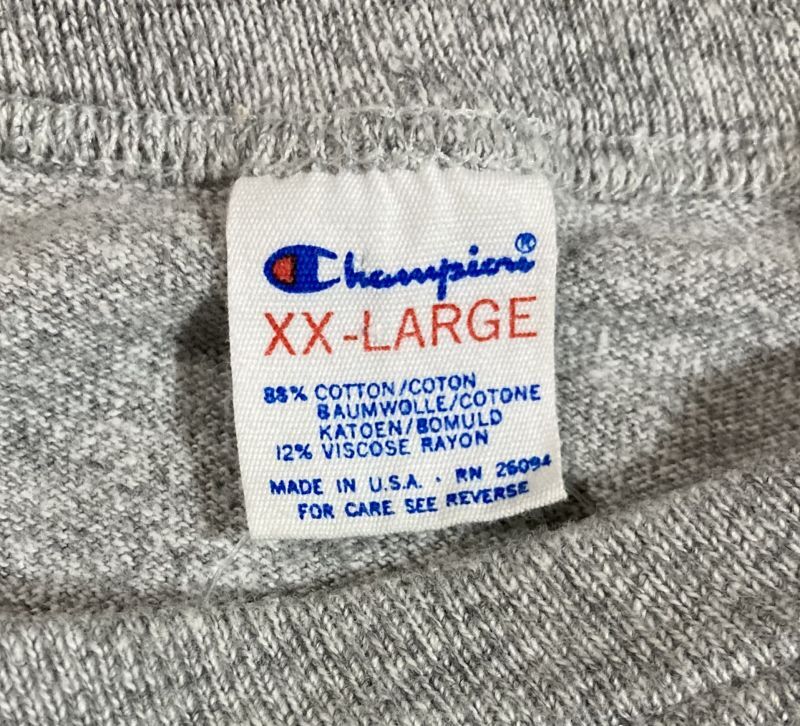 Champion®
XX-LARGE
88% COTTON/COTON
BAUMWOLLE/COTONE
KATOEN/BOMULD
12% VISCOSE RAYON
MADE IN U.S.A. · RN 26094
FOR CARE SEE REVERSE